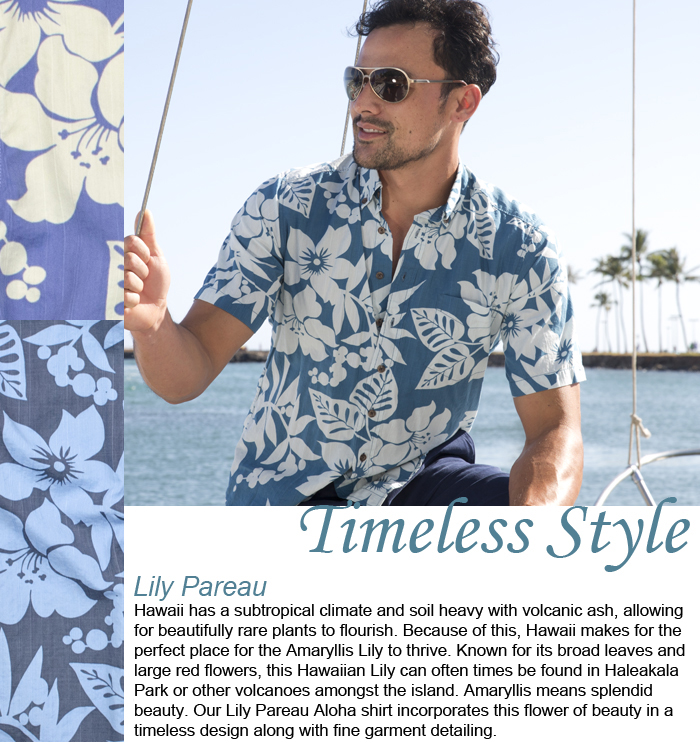 Timeless Style
Lily Pareau
Hawaii has a subtropical climate and soil heavy with volcanic ash, allowing
for beautifully rare plants to flourish. Because of this, Hawaii makes for the
perfect place for the Amaryllis Lily to thrive. Known for its broad leaves and
large red flowers, this Hawaiian Lily can often times be found in Haleakala
Park or other volcanoes amongst the island. Amaryllis means splendid
beauty. Our Lily Pareau Aloha shirt incorporates this flower of beauty in a
timeless design along with fine garment detailing.